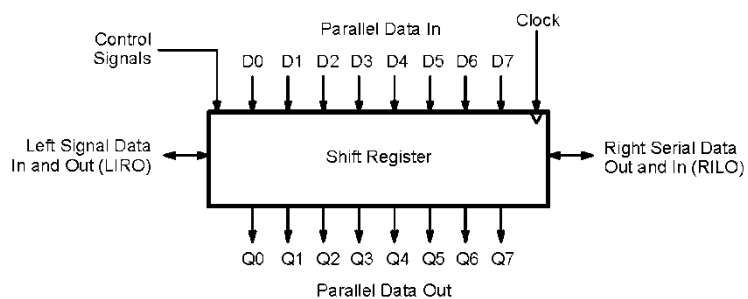 Parallel Data In
Clock
Control
Signals
D0 D1 D2 D3 D4 D5 D6 D7
Left Signal Data
In and Out (LIRO)
Shift Register
Right Serial Data
Out and In (RILO)
Q0 Q1 Q2 Q3 Q4 Q5 Q6 Q7
Parallel Data Out